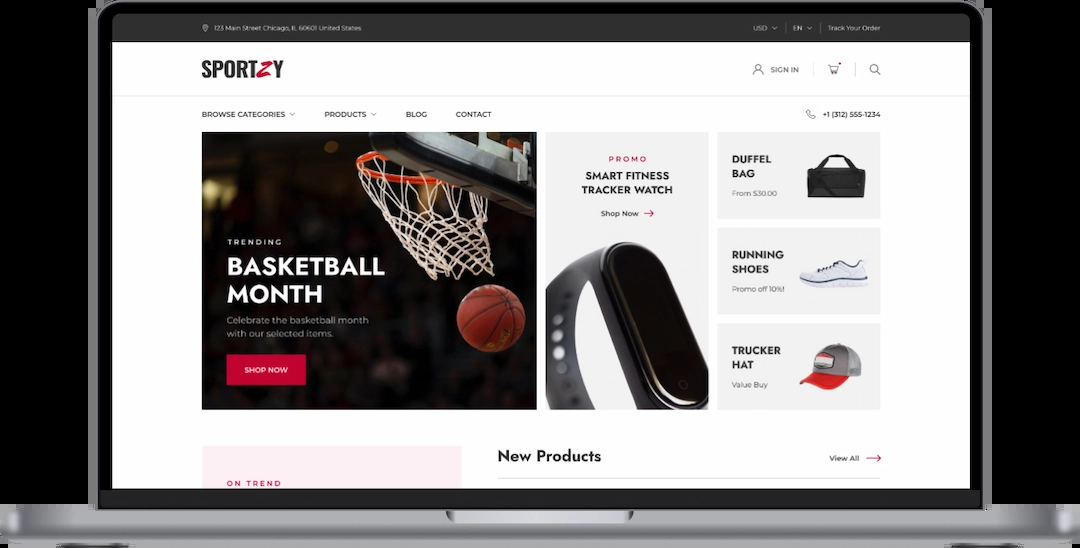 123 Main Street Chicago, IL 60601 United States
USD
EN
Track Your Order
SPORTZY
SIGN IN
BROWSE CATEGORIES
PRODUCTS
BLOG
CONTACT
+1 (312) 555-1234
TRENDING
BASKETBALL
MONTH
Celebrate the basketball month
with our selected items.
SHOP NOW
PROMO
SMART FITNESS
TRACKER WATCH
Shop Now
DUFFEL
BAG
From $30.00
RUNNING
SHOES
Promo off 10%!
TRUCKER
HAT
Value Buy
ON TREND
New Products
View All